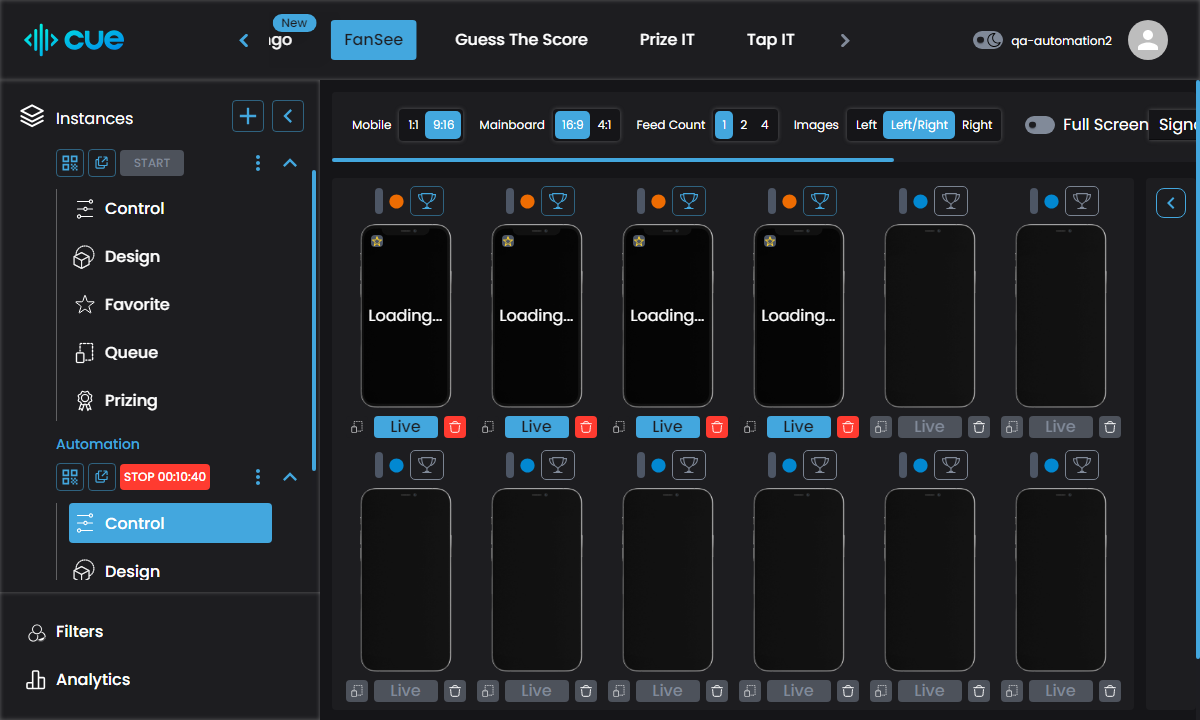 cue
New
FanSee
Guess The Score
Prize IT
Tap IT
qa-automation2
Instances
START
Control
Design
Favorite
Queue
Prizing
Automation
STOP 00:10:40
Control
Design
Filters
Analytics
Mobile 1:1 9:16
Mainboard 16:9 4:1
Feed Count 1 2 4
Images Left Left/Right Right
Full Screen
Loading...
Loading...
Loading...
Loading...
Live
Live
Live
Live
Live
Live
Live
Live
Live
Live
Live
Live